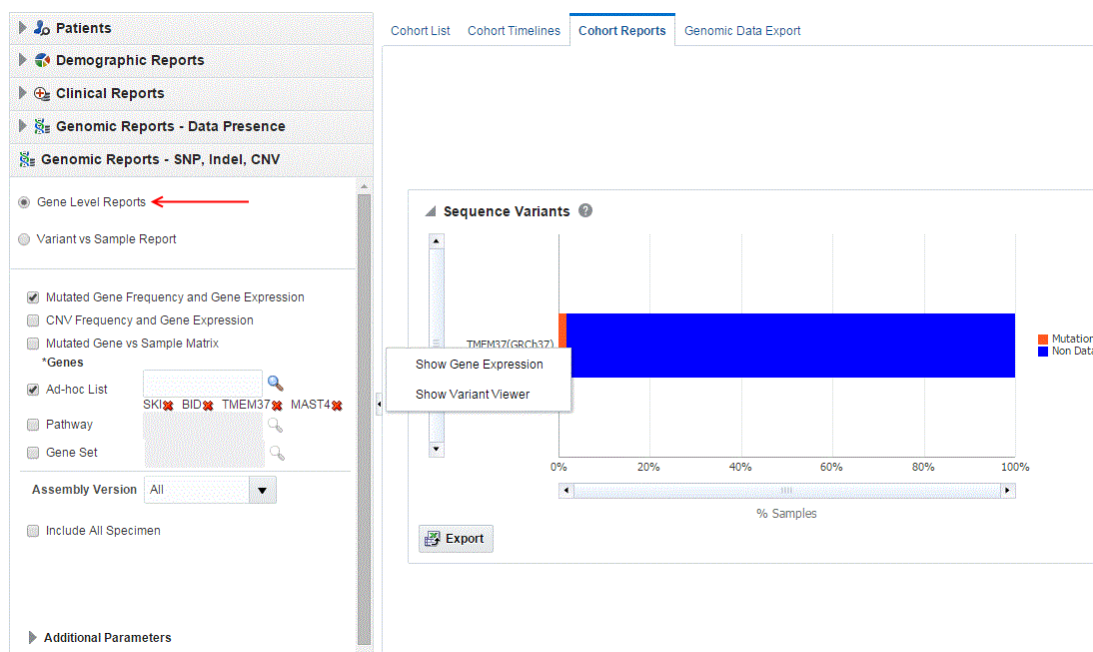 Patients
Demographic Reports
Clinical Reports
Genomic Reports - Data Presence
Genomic Reports - SNP, Indel, CNV
Gene Level Reports
Variant vs Sample Report
Mutated Gene Frequency and Gene Expression
CNV Frequency and Gene Expression
Mutated Gene vs Sample Matrix
*Genes
Ad-hoc List
SKI BID TMEM37 MAST4
Pathway
Gene Set
Assembly Version All
Include All Specimen
Additional Parameters
Cohort List Cohort Timelines Cohort Reports Genomic Data Export
Sequence Variants ?
TMEM37(GRCh37)
Show Gene Expression
Show Variant Viewer
0% 20% 40% 60% 80% 100%
% Samples
Mutation
Non Data
Export